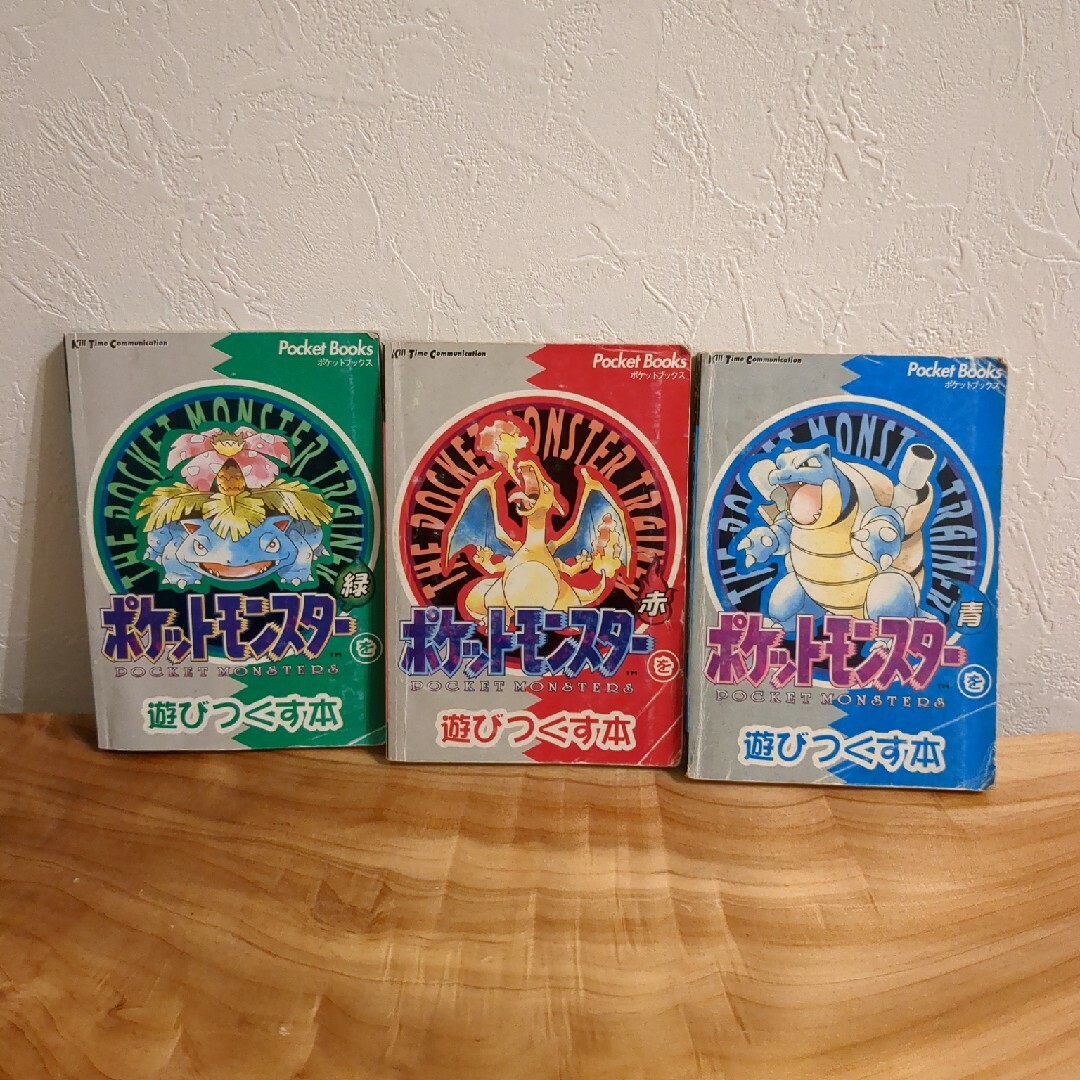 Kill Time Communication
Pocket Books
ポケットブックス
THE POCKET MONSTER TRAINER
緑
ポケットモンスターを
TM
POCKET MONSTERS
遊びつくす本
Kill Time Communication
Pocket Books
ポケットブックス
THE POCKET MONSTER TRAINER
赤
ポケットモンスターを
TM
POCKET MONSTERS
遊びつくす本
Kill Time Communication
Pocket Books
ポケットブックス
THE POCKET MONSTER TRAINER
青
ポケットモンスターを
TM
POCKET MONSTERS
遊びつくす本